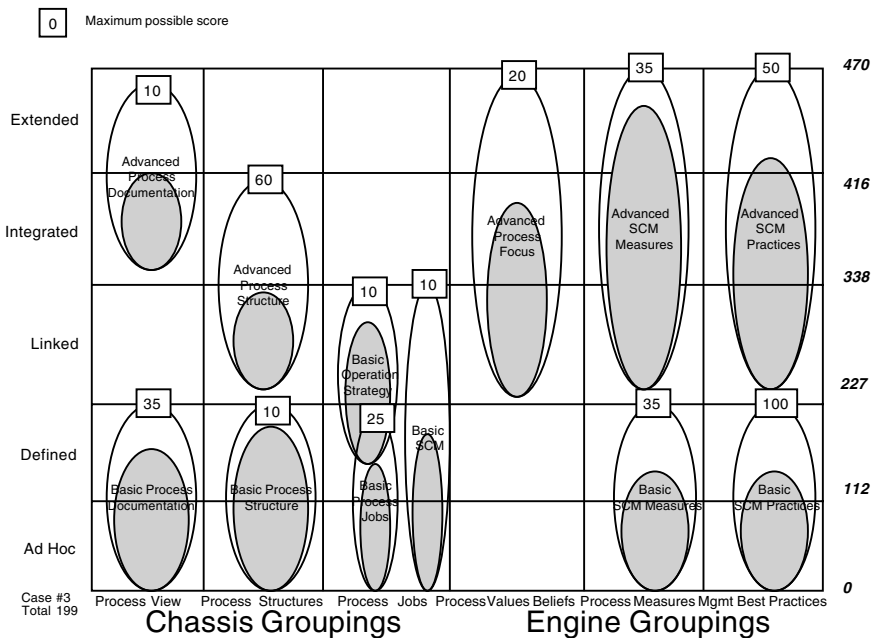 0 Maximum possible score
470
10
20
35
50
Extended
Advanced
Process
Documentation
416
60
Integrated
Advanced
Process
Focus
Advanced
SCM
Measures
Advanced
SCM
Practices
Advanced
Process
Structure
338
10
10
Linked
Basic
Operation
Strategy
227
35
10
25
35
100
Basic
SCM
Defined
Basic Process
Documentation
Basic Process
Structure
Basic
Process
Jobs
Basic
SCM Measures
Basic
SCM Practices
112
Ad Hoc
0
Case #3
Total 199
Process View Process Structures Process Jobs Process Values Beliefs Process Measures Mgmt Best Practices
Chassis Groupings Engine Groupings